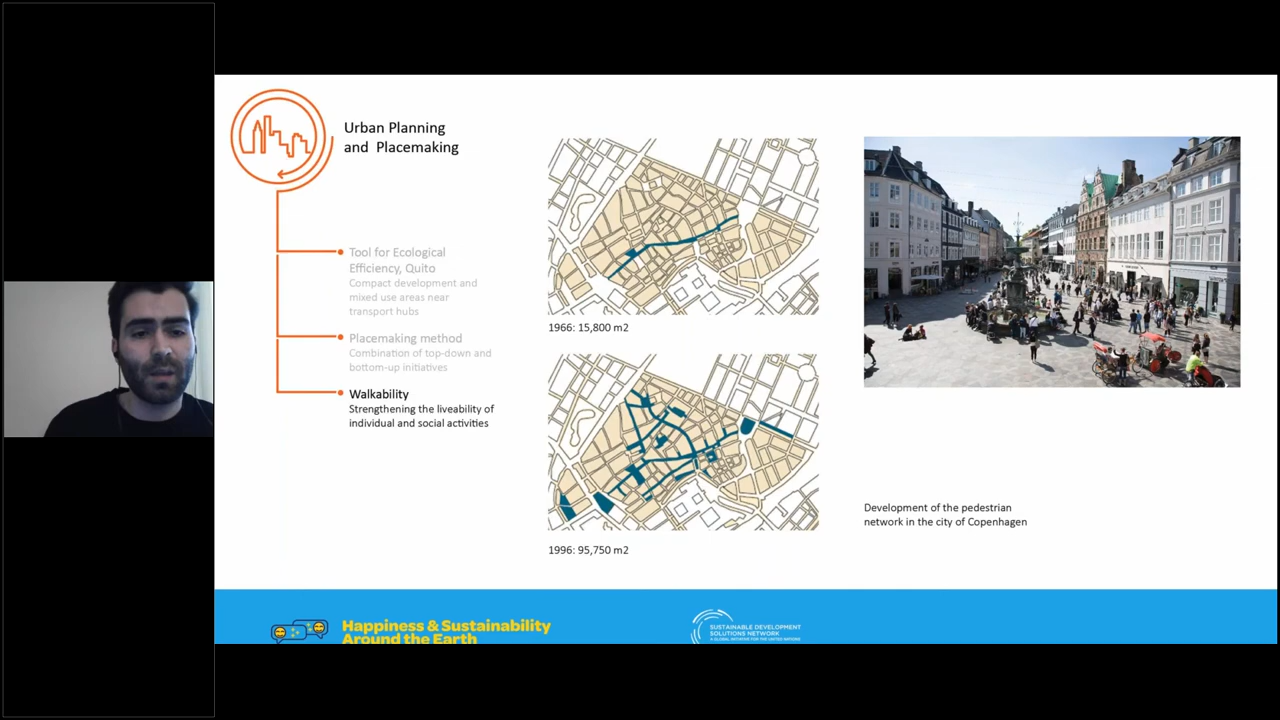 Urban Planning
and Placemaking
Tool for Ecological
Efficiency, Quito
Compact development and
mixed use areas near
transport hubs
Placemaking method
Combination of top-down and
bottom-up initiatives
Walkability
Strengthening the liveability of
individual and social activities
1966: 15,800 m2
1996: 95,750 m2
Development of the pedestrian
network in the city of Copenhagen
Happiness & Sustainability
Around the Earth
SUSTAINABLE DEVELOPMENT
SOLUTIONS NETWORK
A GLOBAL INITIATIVE FOR THE UNITED NATIONS